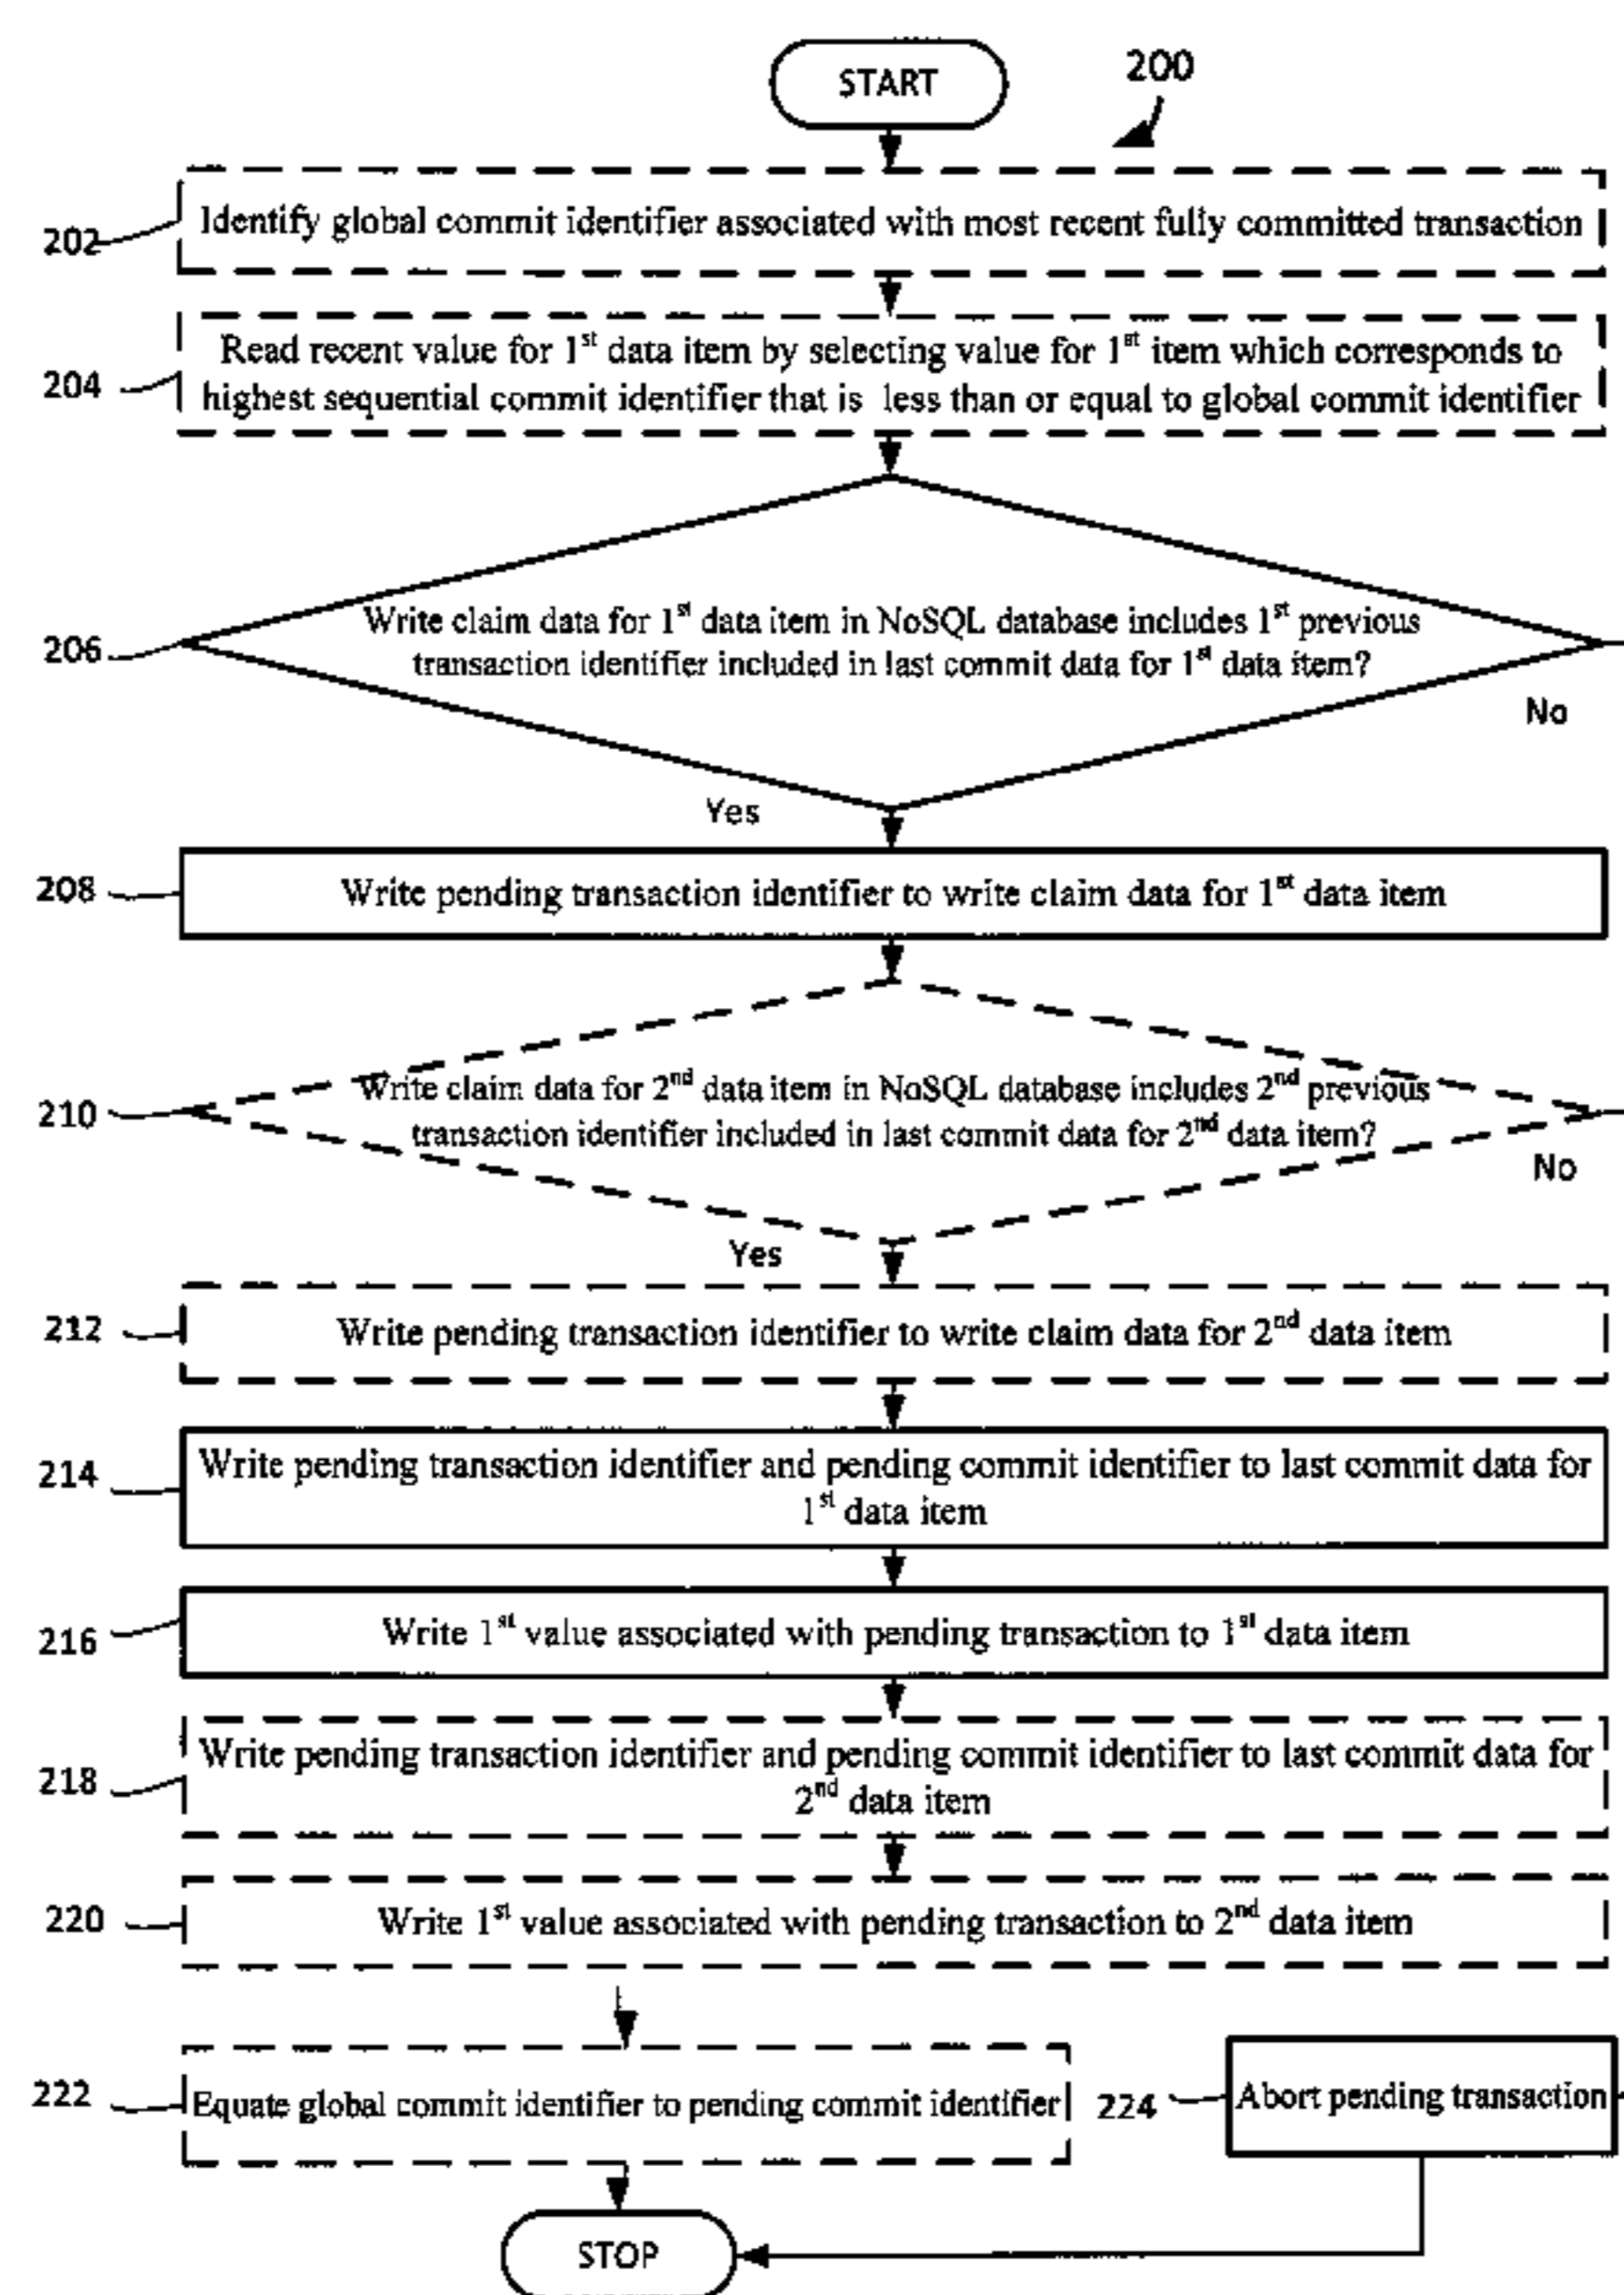 START
200
202
Identify global commit identifier associated with most recent fully committed transaction
204
Read recent value for 1st data item by selecting value for 1st item which corresponds to
highest sequential commit identifier that is less than or equal to global commit identifier
206
Write claim data for 1st data item in NoSQL database includes 1st previous
transaction identifier included in last commit data for 1st data item?
No
Yes
208
Write pending transaction identifier to write claim data for 1st data item
210
Write claim data for 2nd data item in NoSQL database includes 2nd previous
transaction identifier included in last commit data for 2nd data item?
No
Yes
212
Write pending transaction identifier to write claim data for 2nd data item
214
Write pending transaction identifier and pending commit identifier to last commit data for
1st data item
216
Write 1st value associated with pending transaction to 1st data item
218
Write pending transaction identifier and pending commit identifier to last commit data for
2nd data item
220
Write 1st value associated with pending transaction to 2nd data item
222
Equate global commit identifier to pending commit identifier
224
Abort pending transaction
STOP